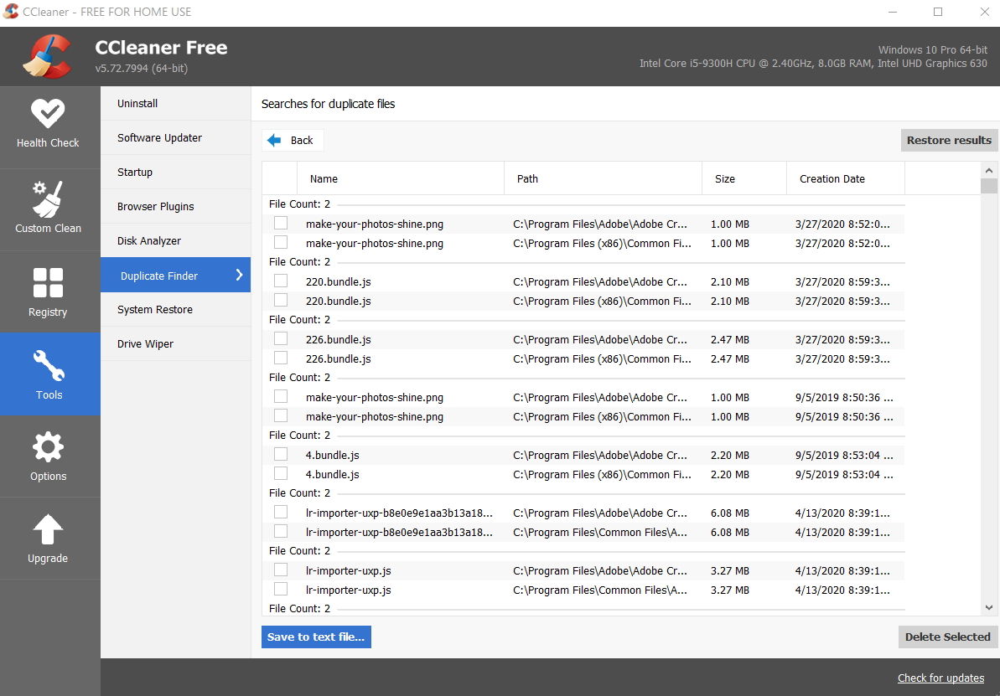 CCleaner - FREE FOR HOME USE
CCleaner Free
v5.72.7994 (64-bit)
Windows 10 Pro 64-bit
Intel Core i5-9300H CPU @ 2.40GHz, 8.0GB RAM, Intel UHD Graphics 630
Health Check
Custom Clean
Registry
Tools
Options
Upgrade
Uninstall
Software Updater
Startup
Browser Plugins
Disk Analyzer
Duplicate Finder
System Restore
Drive Wiper
Searches for duplicate files
Back
Restore results
Name Path Size Creation Date
File Count: 2
make-your-photos-shine.png C:\Program Files\Adobe\Adobe Cr... 1.00 MB 3/27/2020 8:52:0...
make-your-photos-shine.png C:\Program Files (x86)\Common Fi... 1.00 MB 3/27/2020 8:52:0...
File Count: 2
220.bundle.js C:\Program Files\Adobe\Adobe Cr... 2.10 MB 3/27/2020 8:59:3...
220.bundle.js C:\Program Files (x86)\Common Fi... 2.10 MB 3/27/2020 8:59:3...
File Count: 2
226.bundle.js C:\Program Files\Adobe\Adobe Cr... 2.47 MB 3/27/2020 8:59:3...
226.bundle.js C:\Program Files (x86)\Common Fi... 2.47 MB 3/27/2020 8:59:3...
File Count: 2
make-your-photos-shine.png C:\Program Files\Adobe\Adobe Cr... 1.00 MB 9/5/2019 8:50:36 ...
make-your-photos-shine.png C:\Program Files (x86)\Common Fi... 1.00 MB 9/5/2019 8:50:36 ...
File Count: 2
4.bundle.js C:\Program Files\Adobe\Adobe Cr... 2.20 MB 9/5/2019 8:53:04 ...
4.bundle.js C:\Program Files (x86)\Common Fi... 2.20 MB 9/5/2019 8:53:04 ...
File Count: 2
lr-importer-uxp-b8e0e9e1aa3b13a18... C:\Program Files\Adobe\Adobe Cr... 6.08 MB 4/13/2020 8:39:1...
lr-importer-uxp-b8e0e9e1aa3b13a18... C:\Program Files\Common Files\A... 6.08 MB 4/13/2020 8:39:1...
File Count: 2
lr-importer-uxp.js C:\Program Files\Adobe\Adobe Cr... 3.27 MB 4/13/2020 8:39:1...
lr-importer-uxp.js C:\Program Files\Common Files\A... 3.27 MB 4/13/2020 8:39:1...
File Count: 2
Save to text file...
Delete Selected
Check for updates